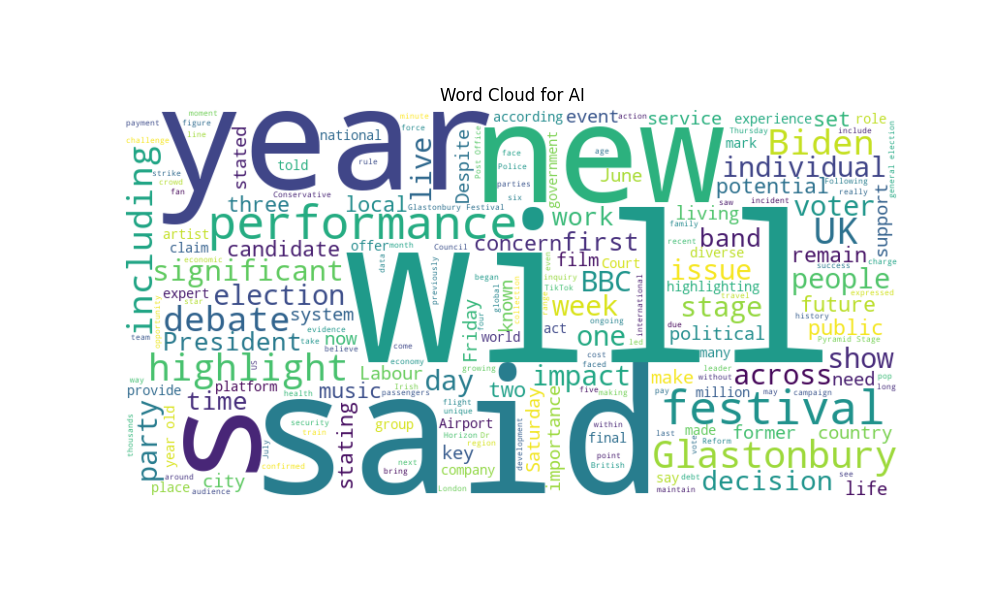 Word Cloud for AI
year
new
will
said
s
performance
festival
Glastonbury
highlight
debate
election
President
significant
including
candidate
three
local
live
Despite
stated
national
told
according
event
service
experience
set
role
mark
Biden
individual
potential
voter
UK
support
remain
people
future
public
show
need
across
make
million
government
June
work
living
concern
first
film
Court
BBC
week
one
impact
two
day
Labour
now
system
music
platform
time
expert
claim
artist
offer
band
diverse
issue
highlighting
stage
political
many
known
Friday
world
act
party
year old
provide
place
city
audience
stating
group
key
company
Airport
Saturday
final
importance
made
former
country
say
decision
life
payment
moment
figure
line
challenge
strike
crowd
fan
rule
force
minute
Conservative
Glastonbury Festival
Post Office
Police
parties
face
six
age
action
Thursday
include
Following
really
general election
incident
saw
family
recent
travel
charge
success
expressed
history
Pyramid Stage
international
due
led
cost
faced
ongoing
TikTok
inquiry
even
global
began
four
previously
Council
month
data
economic
star
opportunity
team
evidence
take
believe
come
economy
growing
Irish
passengers
flight
unique
US
health
way
thousands
security
train
July
confirmed
around
next
bring
London
Horizon
Dr
region
development
within
point
British
five
making
leader
without
pay
may
campaign
pop
long
last
vote
Reform
debt
maintain
see